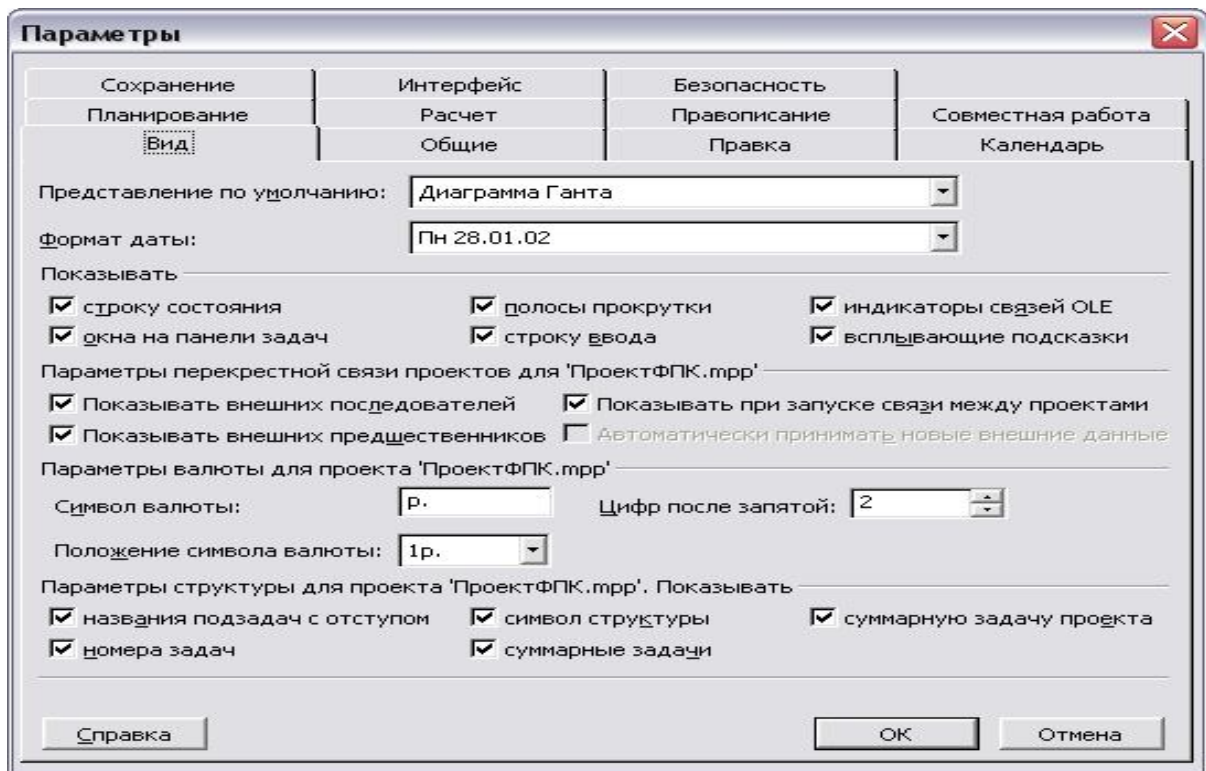 Параметры
Сохранение Интерфейс Безопасность
Планирование Расчет Правописание Совместная работа
Вид Общие Правка Календарь
Представление по умолчанию: Диаграмма Ганта
Формат даты: Пн 28.01.02
Показывать
строку состояния полосы прокрутки индикаторы связей OLE
окна на панели задач строку ввода всплывающие подсказки
Параметры перекрестной связи проектов для 'ПроектФПК.mpp'
Показывать внешних последователей Показывать при запуске связи между проектами
Показывать внешних предшественников Автоматически принимать новые внешние данные
Параметры валюты для проекта 'ПроектФПК.mpp'
Символ валюты: р. Цифр после запятой: 2
Положение символа валюты: 1р.
Параметры структуры для проекта 'ПроектФПК.mpp'. Показывать
названия подзадач с отступом символ структуры суммарную задачу проекта
номера задач суммарные задачи
Справка OK Отмена